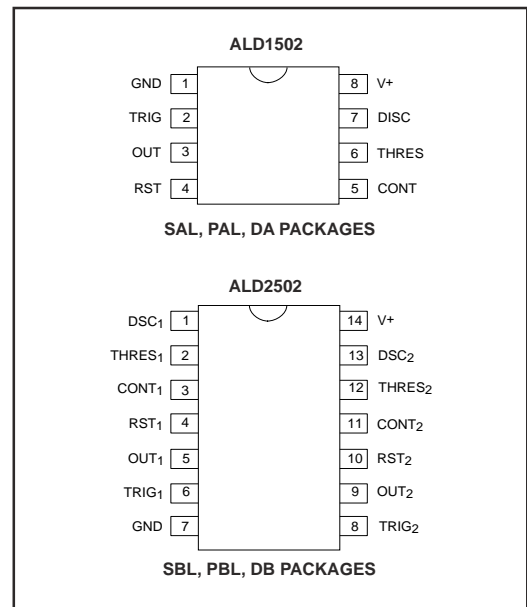 ALD1502
GND 1 8 V+
TRIG 2 7 DISC
OUT 3 6 THRES
RST 4 5 CONT
SAL, PAL, DA PACKAGES
ALD2502
DSC1 1 14 V+
THRES1 2 13 DSC2
CONT1 3 12 THRES2
RST1 4 11 CONT2
OUT1 5 10 RST2
TRIG1 6 9 OUT2
GND 7 8 TRIG2
SBL, PBL, DB PACKAGES